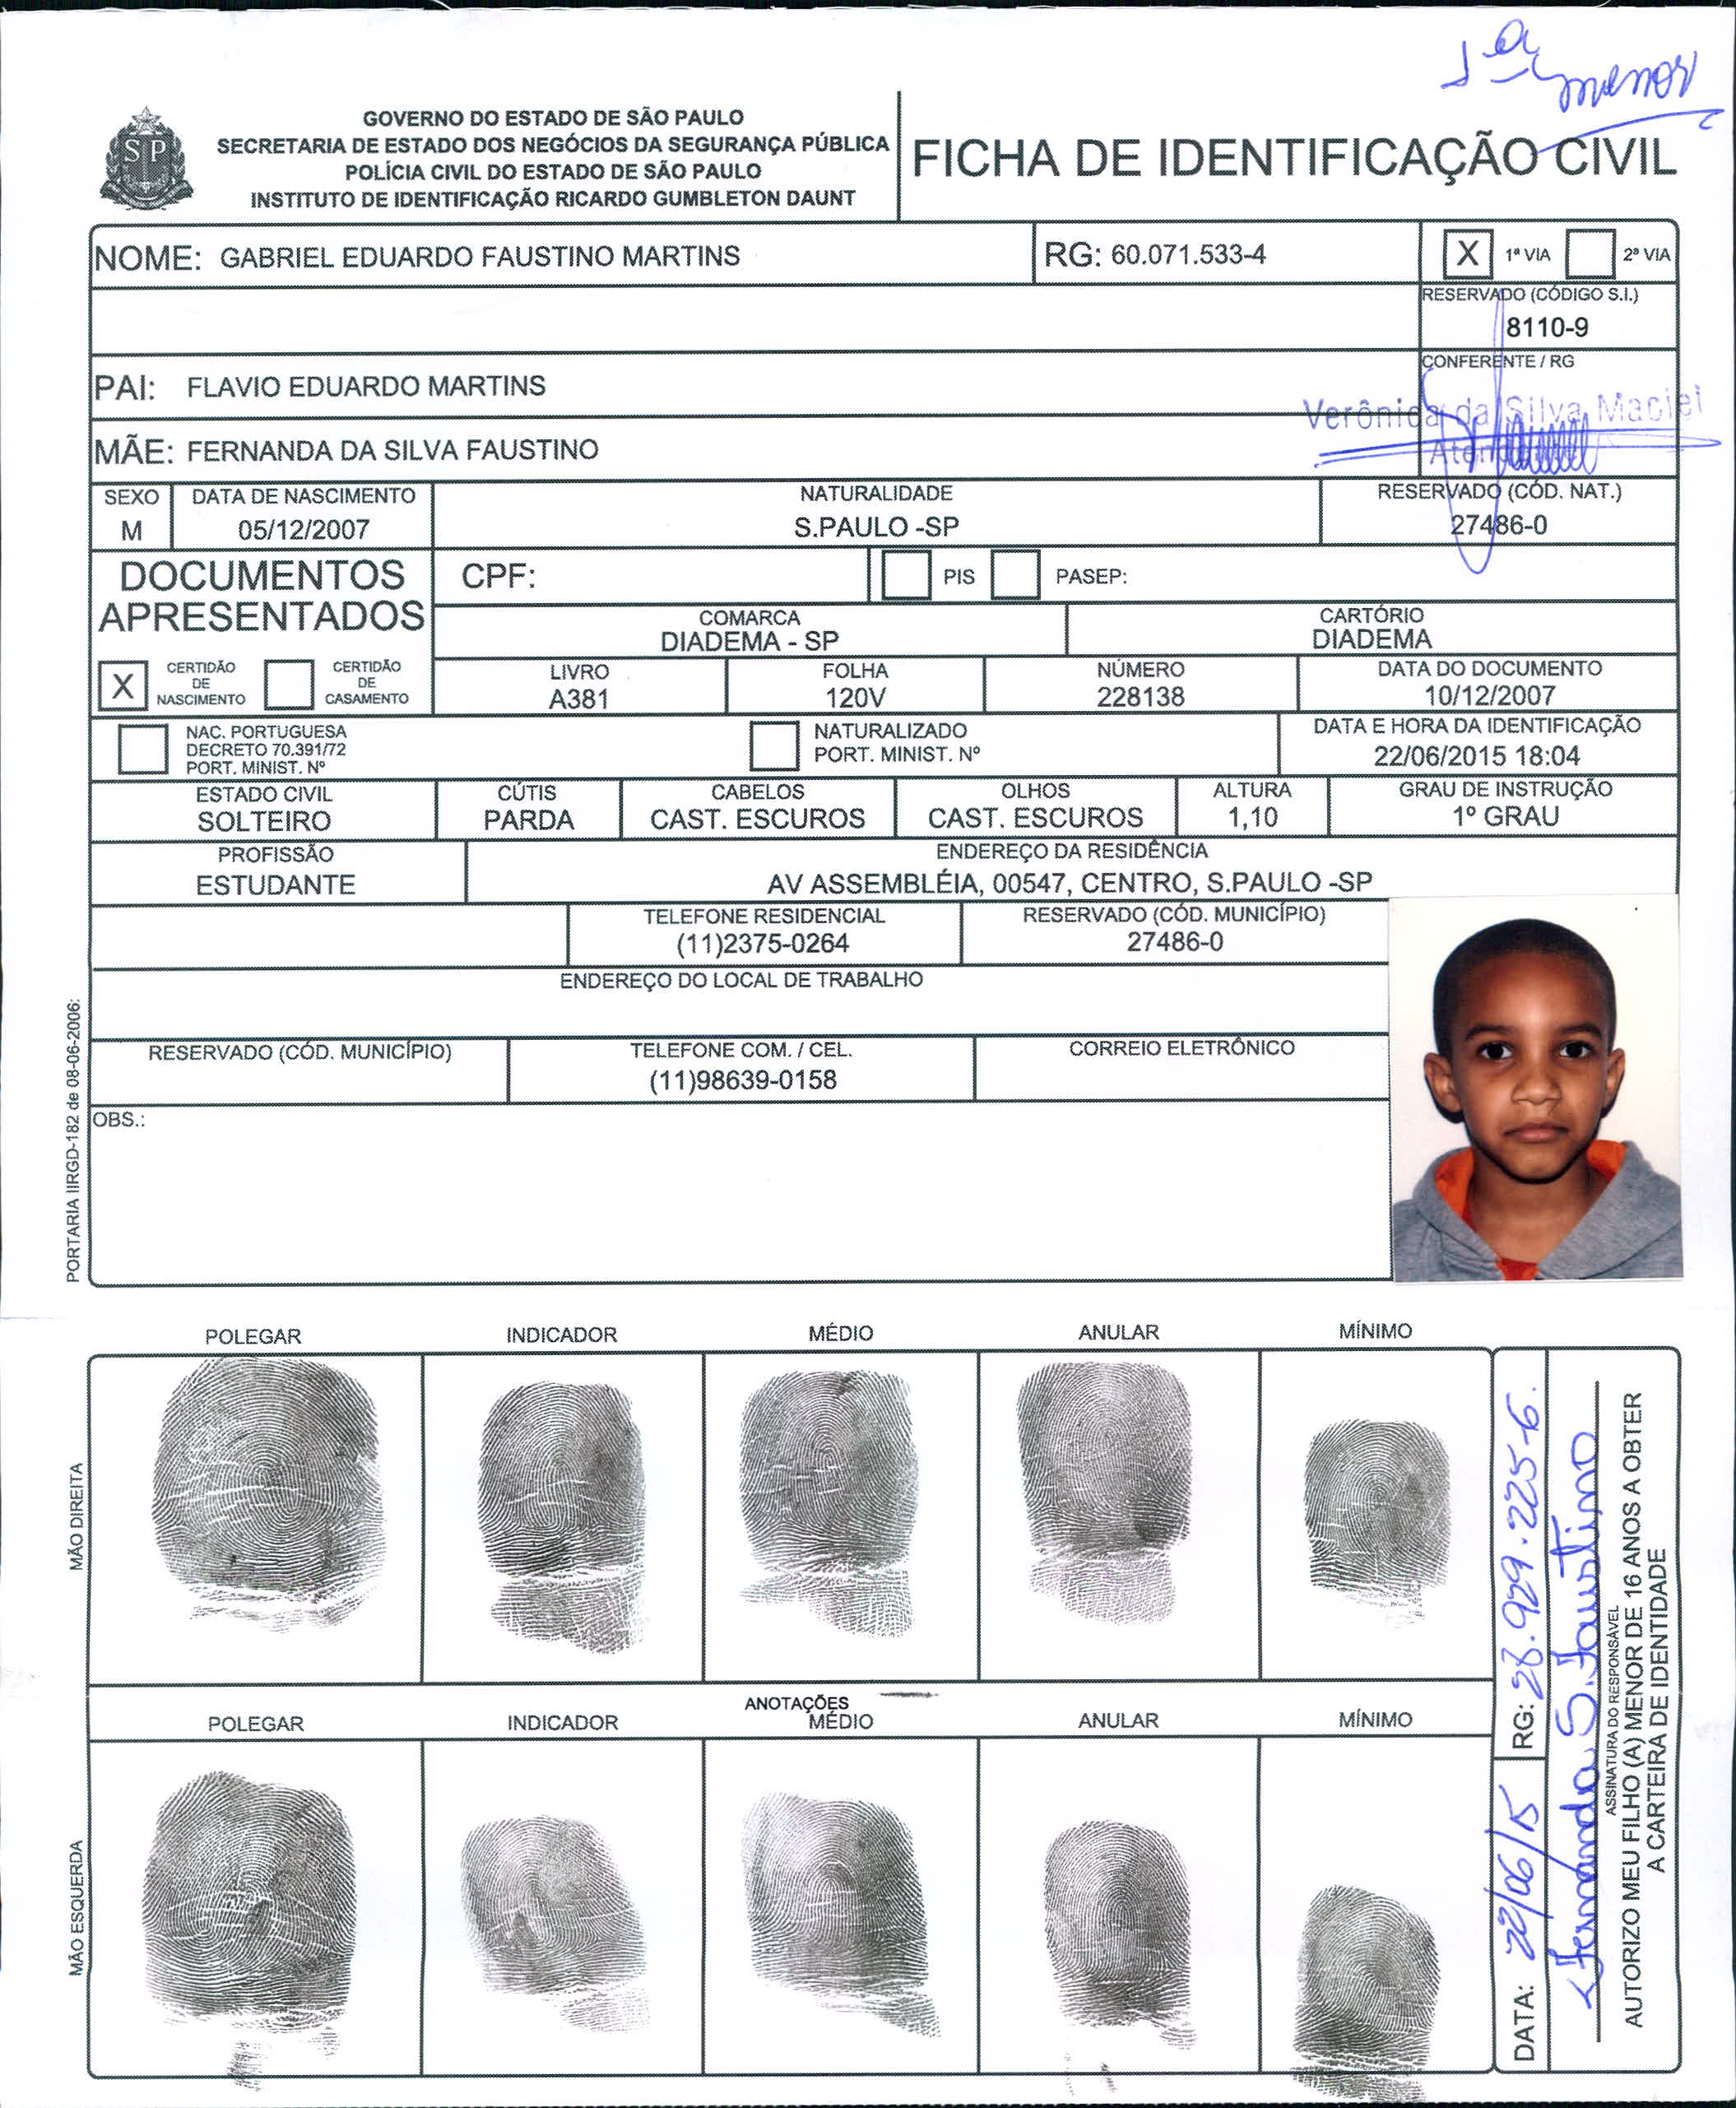 1ª
menor
GOVERNO DO ESTADO DE SÃO PAULO
SECRETARIA DE ESTADO DOS NEGÓCIOS DA SEGURANÇA PÚBLICA
POLÍCIA CIVIL DO ESTADO DE SÃO PAULO
INSTITUTO DE IDENTIFICAÇÃO RICARDO GUMBLETON DAUNT
SP
FICHA DE IDENTIFICAÇÃO CIVIL
NOME: GABRIEL EDUARDO FAUSTINO MARTINS
RG: 60.071.533-4
X 1ª VIA 2ª VIA
RESERVADO (CÓDIGO S.I.)
8110-9
CONFERENTE / RG
PAI: FLAVIO EDUARDO MARTINS
Verônica da Silva Maciel
MÃE: FERNANDA DA SILVA FAUSTINO
SEXO
M
DATA DE NASCIMENTO
05/12/2007
NATURALIDADE
S.PAULO -SP
RESERVADO (CÓD. NAT.)
27486-0
DOCUMENTOS
APRESENTADOS
CPF:
PIS
PASEP:
COMARCA
DIADEMA - SP
CARTÓRIO
DIADEMA
X CERTIDÃO
DE
NASCIMENTO
CERTIDÃO
DE
CASAMENTO
LIVRO
A381
FOLHA
120V
NÚMERO
228138
DATA DO DOCUMENTO
10/12/2007
NAC. PORTUGUESA
DECRETO 70.391/72
PORT. MINIST. Nº
NATURALIZADO
PORT. MINIST. Nº
DATA E HORA DA IDENTIFICAÇÃO
22/06/2015 18:04
ESTADO CIVIL
SOLTEIRO
CÚTIS
PARDA
CABELOS
CAST. ESCUROS
OLHOS
CAST. ESCUROS
ALTURA
1,10
GRAU DE INSTRUÇÃO
1º GRAU
PROFISSÃO
ESTUDANTE
ENDEREÇO DA RESIDÊNCIA
AV ASSEMBLÉIA, 00547, CENTRO, S.PAULO -SP
TELEFONE RESIDENCIAL
(11)2375-0264
RESERVADO (CÓD. MUNICÍPIO)
27486-0
ENDEREÇO DO LOCAL DE TRABALHO
RESERVADO (CÓD. MUNICÍPIO)
TELEFONE COM. / CEL.
(11)98639-0158
CORREIO ELETRÔNICO
OBS.:
PORTARIA IIRGD-182 de 08-06-2006:
POLEGAR INDICADOR MÉDIO ANULAR MÍNIMO
MÃO DIREITA
ANOTAÇÕES
POLEGAR INDICADOR MÉDIO ANULAR MÍNIMO
MÃO ESQUERDA
DATA: 22/06/15 RG: 28.929.225-6.
Fernanda S. Faustino
ASSINATURA DO RESPONSÁVEL
AUTORIZO MEU FILHO (A) MENOR DE 16 ANOS A OBTER
A CARTEIRA DE IDENTIDADE